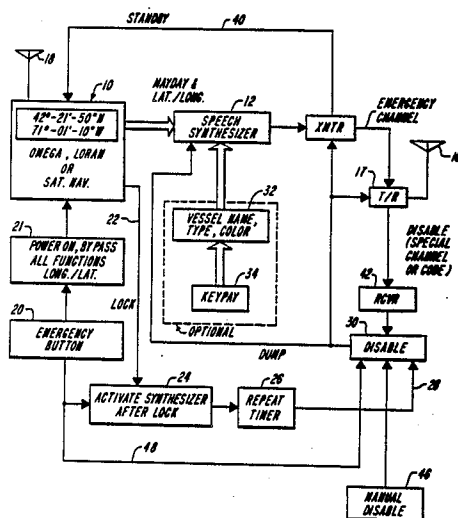 STANDBY
40
18
10
42°-21'-50"N
71°-01'-10"W
OMEGA, LORAN
OR
SAT. NAV.
MAYDAY &
LAT./LONG.
12
SPEECH
SYNTHESIZER
XMTR
EMERGENCY
CHANNEL
17
T/R
32
VESSEL NAME,
TYPE, COLOR,
34
KEYPAY
OPTIONAL
21
22
POWER ON, BYPASS
ALL FUNCTIONS
LONG./LAT.
20
LOCK
EMERGENCY
BUTTON
DISABLE
(SPECIAL
CHANNEL
OR CODE)
42
RCVR
30
DISABLE
DUMP
24
ACTIVATE SYNTHESIZER
AFTER LOCK
26
REPEAT
TIMER
28
48
46
MANUAL
DISABLE